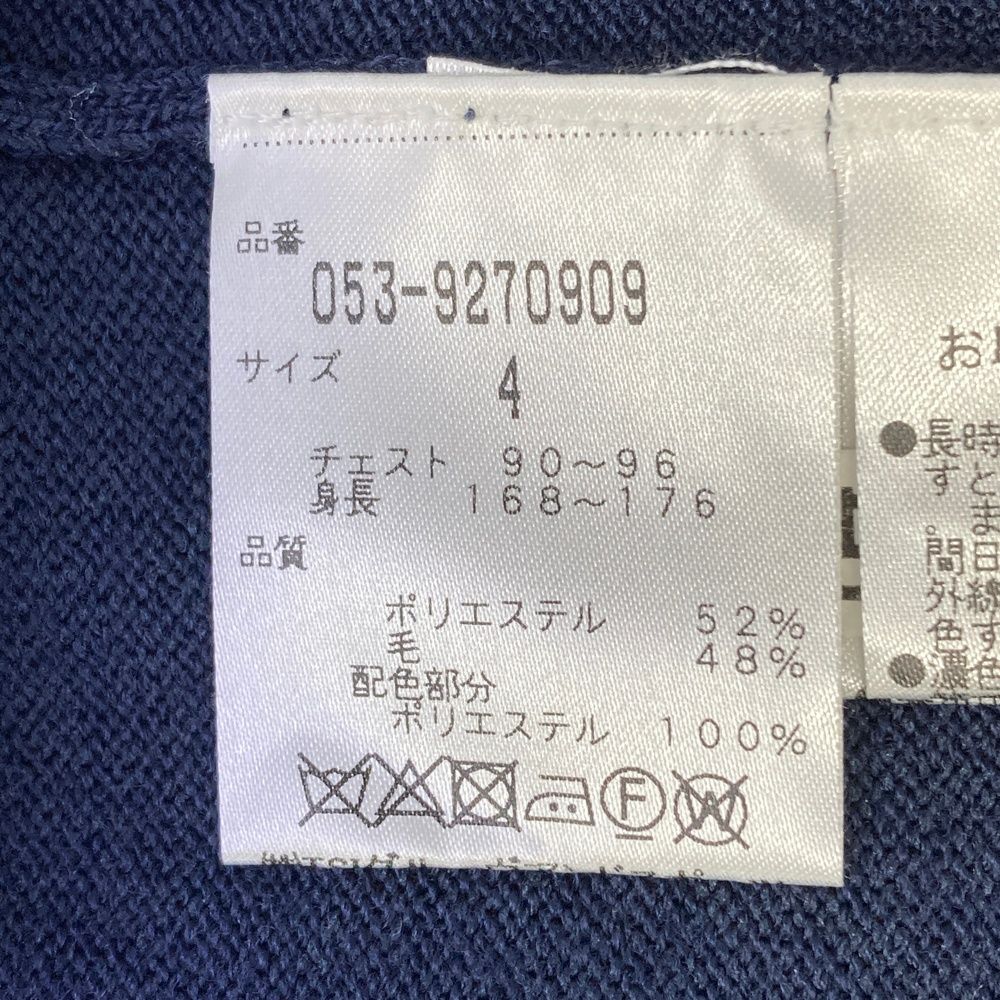 品番
053-9270909
サイズ 4
チェスト 90～96
身長 168～176
品質
ポリエステル 52%
毛 48%
配色部分
ポリエステル 100%
F
W
お
●長時
すと
。
間日
外線
色す
●濃色